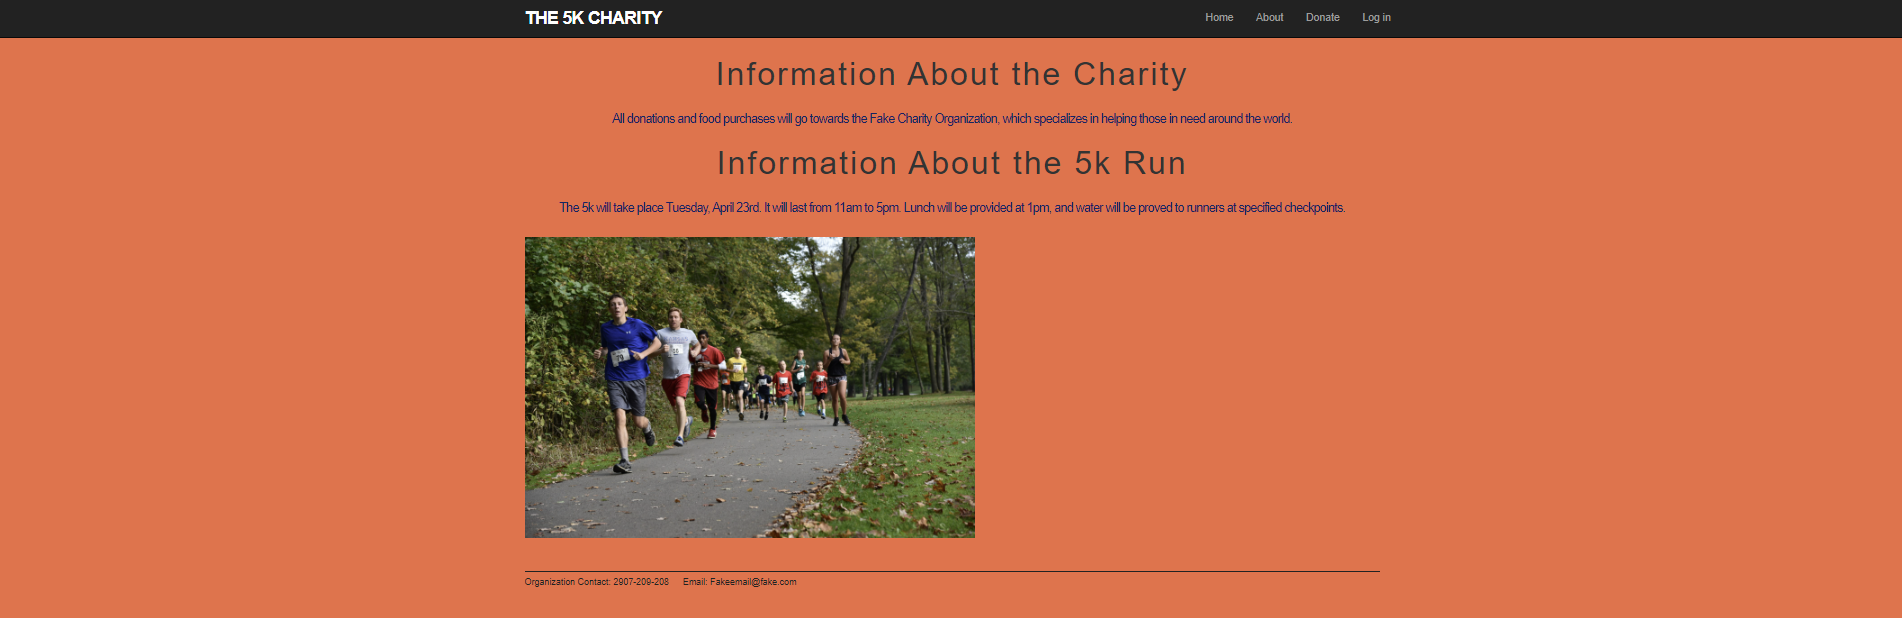 THE 5K CHARITY
Home About Donate Log in
Information About the Charity
All donations and food purchases will go towards the Fake Charity Organization, which specializes in helping those in need around the world.
Information About the 5k Run
The 5k will take place Tuesday, April 23rd. It will last from 11am to 5pm. Lunch will be provided at 1pm, and water will be proved to runners at specified checkpoints.
79
Organization Contact: 2907-209-208 Email: Fakeemail@fake.com